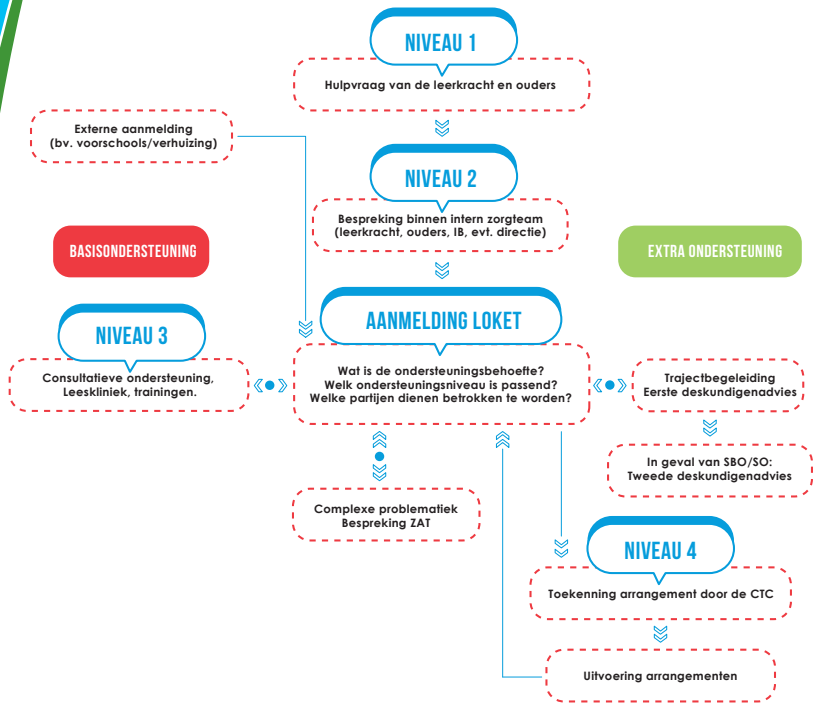 NIVEAU 1
Hulpvraag van de leerkracht en ouders
Externe aanmelding
(bv. voorschools/verhuizing)
NIVEAU 2
Bespreking binnen intern zorgteam
(leerkracht, ouders, IB, evt. directie)
BASISONDERSTEUNING
EXTRA ONDERSTEUNING
AANMELDING LOKET
Wat is de ondersteuningsbehoefte?
Welk ondersteuningsniveau is passend?
Welke partijen dienen betrokken te worden?
NIVEAU 3
Consultatieve ondersteuning,
Leeskliniek, trainingen.
Trajectbegeleiding
Eerste deskundigenadvies
In geval van SBO/SO:
Tweede deskundigenadvies
Complexe problematiek
Bespreking ZAT
NIVEAU 4
Toekenning arrangement door de CTC
Uitvoering arrangementen